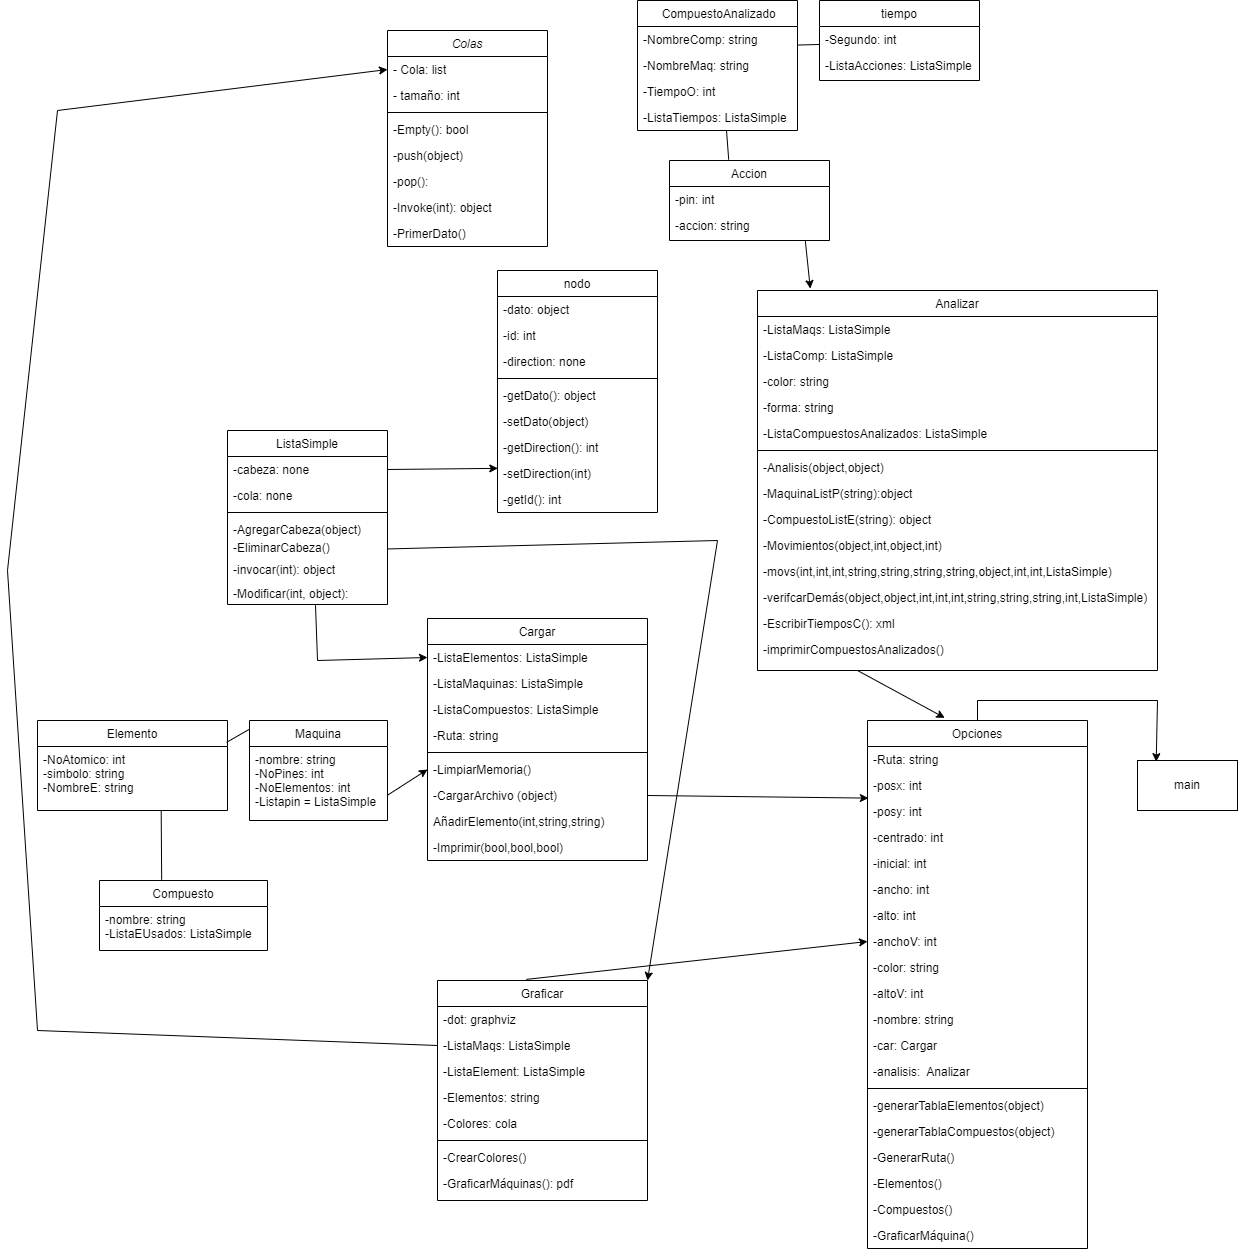 CompuestoAnalizado
-NombreComp: string
-NombreMaq: string
-TiempoO: int
-ListaTiempos: ListaSimple
tiempo
-Segundo: int
-ListaAcciones: ListaSimple
Colas
- Cola: list
- tamaño: int
-Empty(): bool
-push(object)
-pop():
-Invoke(int): object
-PrimerDato()
Accion
-pin: int
-accion: string
nodo
-dato: object
-id: int
-direction: none
-getDato(): object
-setDato(object)
-getDirection(): int
-setDirection(int)
-getId(): int
Analizar
-ListaMaqs: ListaSimple
-ListaComp: ListaSimple
-color: string
-forma: string
-ListaCompuestosAnalizados: ListaSimple
-Analisis(object,object)
-MaquinaListP(string):object
-CompuestoListE(string): object
-Movimientos(object,int,object,int)
-movs(int,int,int,string,string,string,string,object,int,int,ListaSimple)
-verifcarDemás(object,object,int,int,int,string,string,string,int,ListaSimple)
-EscribirTiemposC(): xml
-imprimirCompuestosAnalizados()
ListaSimple
-cabeza: none
-cola: none
-AgregarCabeza(object)
-EliminarCabeza()
-invocar(int): object
-Modificar(int, object):
Cargar
-ListaElementos: ListaSimple
-ListaMaquinas: ListaSimple
-ListaCompuestos: ListaSimple
-Ruta: string
-LimpiarMemoria()
-CargarArchivo (object)
AñadirElemento(int,string,string)
-Imprimir(bool,bool,bool)
Elemento
-NoAtomico: int
-simbolo: string
-NombreE: string
Maquina
-nombre: string
-NoPines: int
-NoElementos: int
-Listapin = ListaSimple
Compuesto
-nombre: string
-ListaEUsados: ListaSimple
Opciones
-Ruta: string
-posx: int
-posy: int
-centrado: int
-inicial: int
-ancho: int
-alto: int
-anchoV: int
-color: string
-altoV: int
-nombre: string
-car: Cargar
-analisis:  Analizar
-generarTablaElementos(object)
-generarTablaCompuestos(object)
-GenerarRuta()
-Elementos()
-Compuestos()
-GraficarMáquina()
main
Graficar
-dot: graphviz
-ListaMaqs: ListaSimple
-ListaElement: ListaSimple
-Elementos: string
-Colores: cola
-CrearColores()
-GraficarMáquinas(): pdf